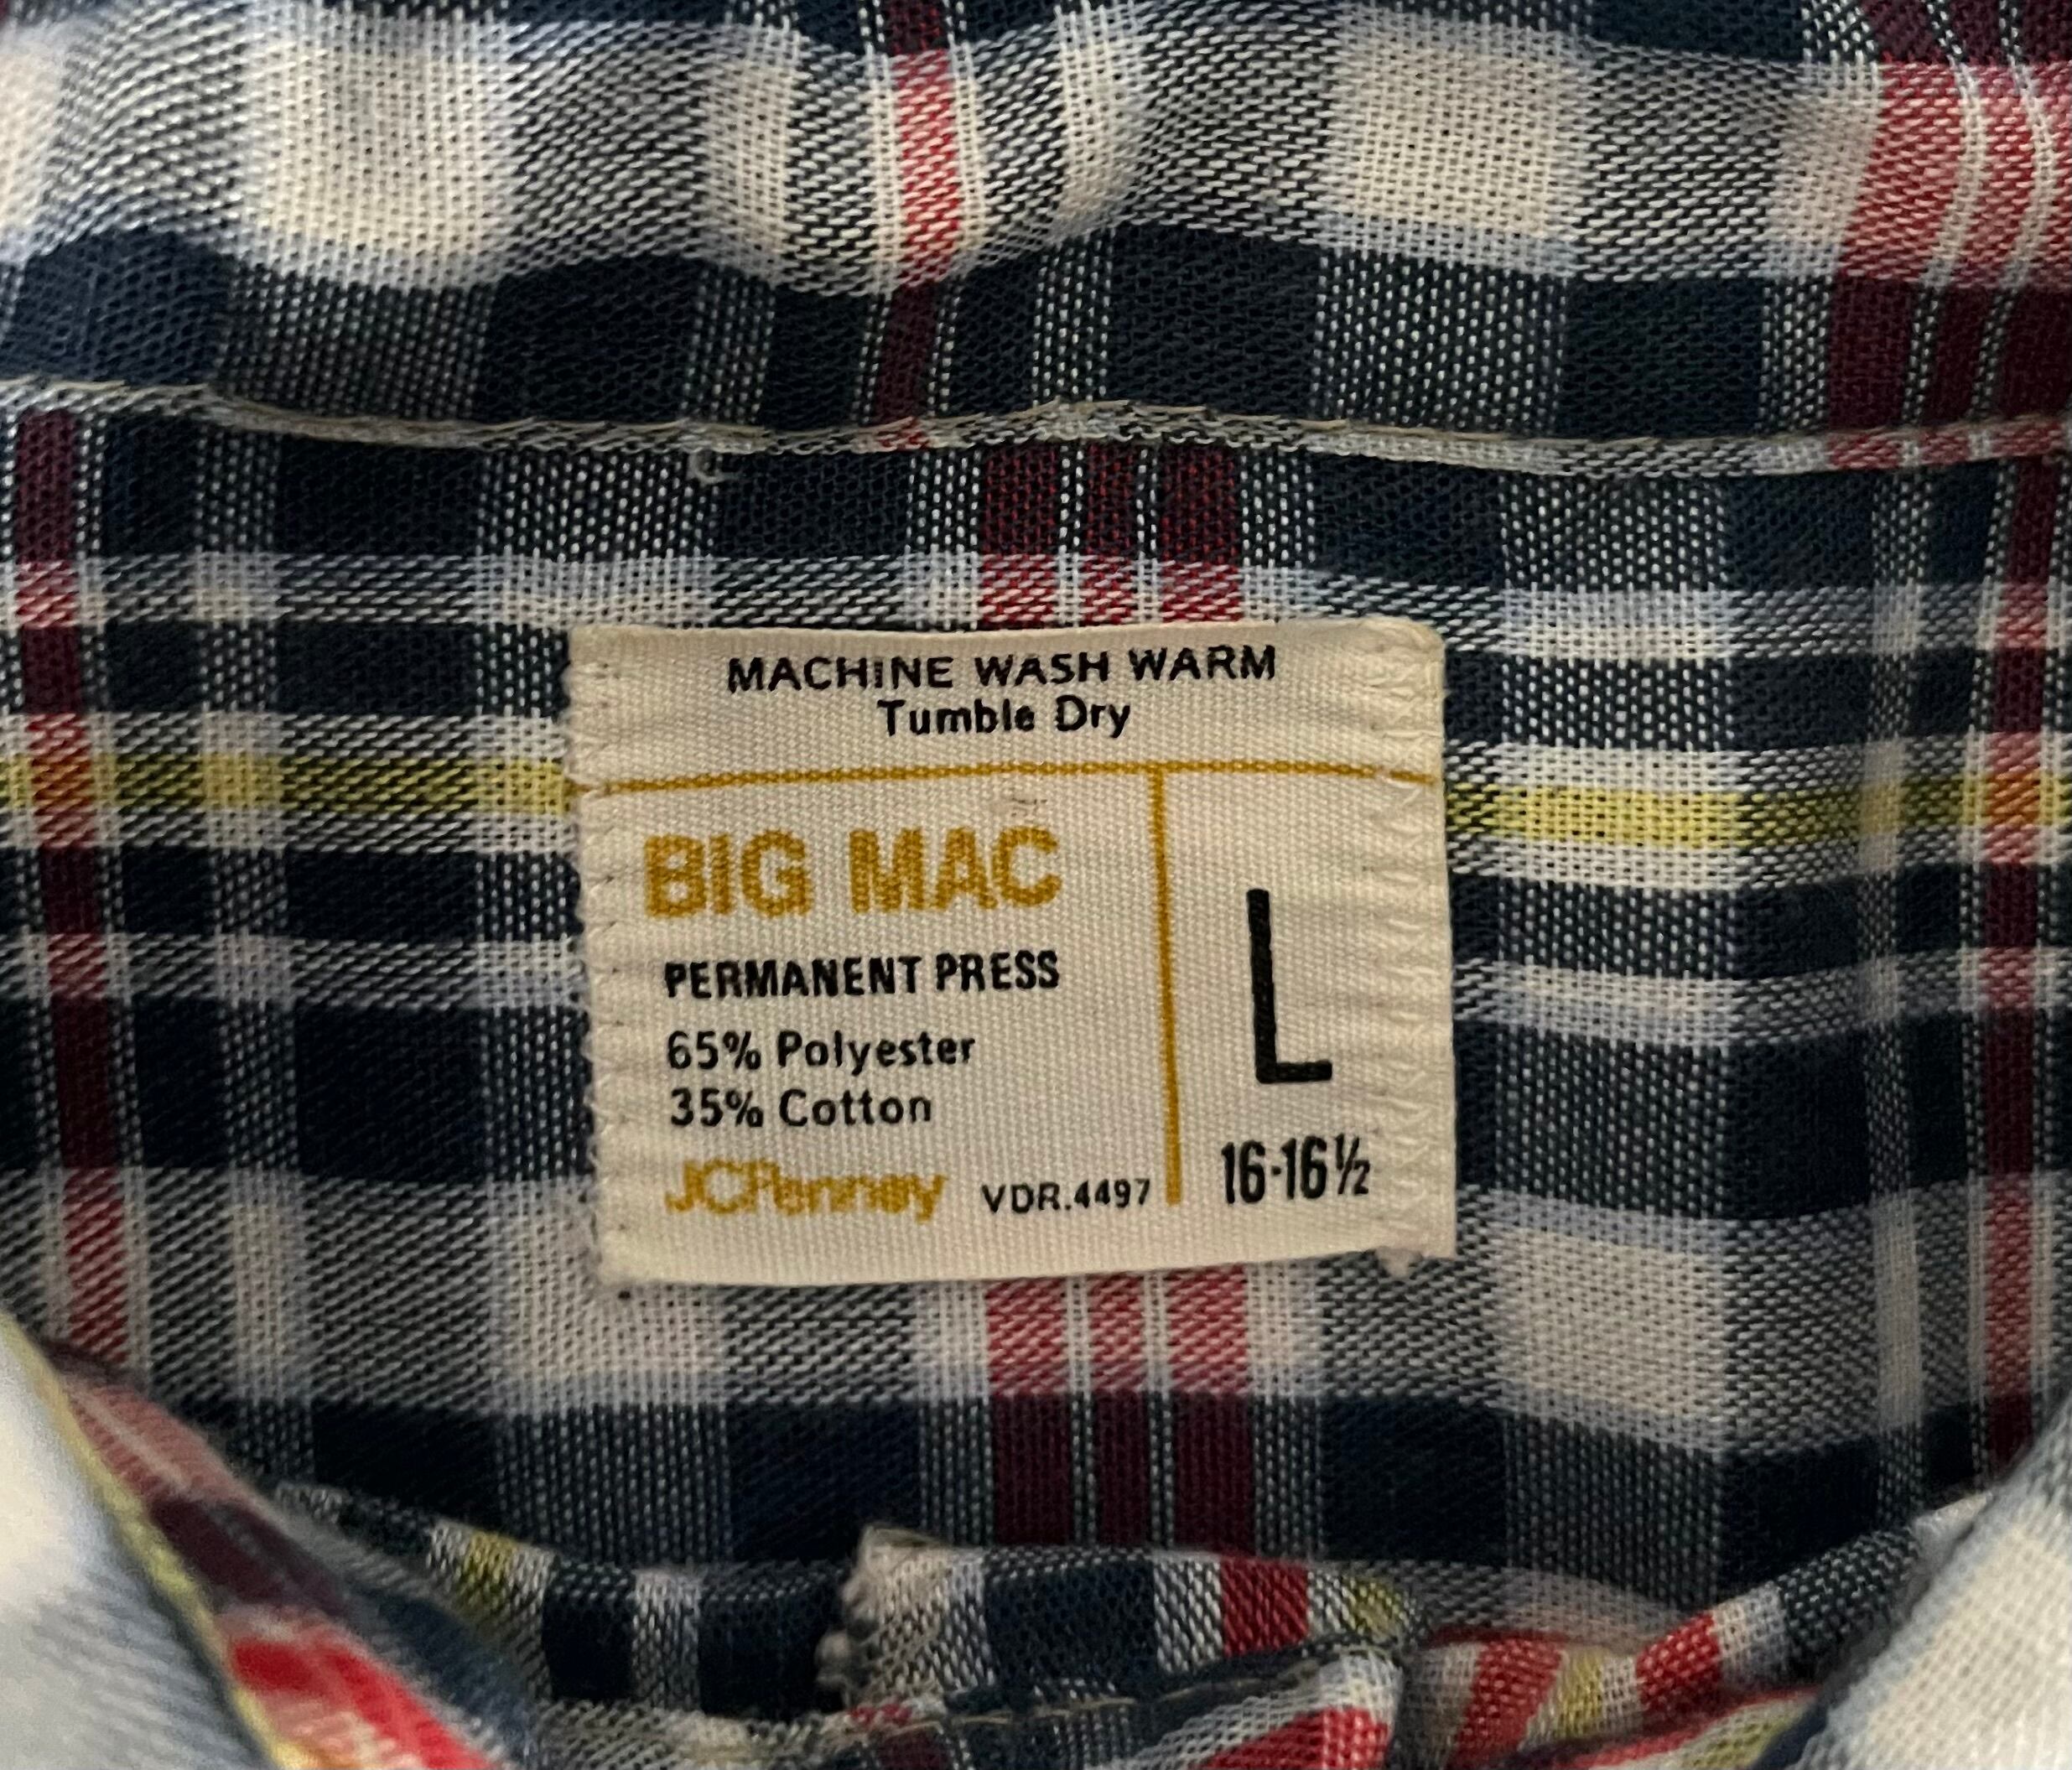 MACHINE WASH WARM
Tumble Dry
BIG MAC
PERMANENT PRESS
65% Polyester
35% Cotton
JCPenney VDR.4497
L
16-16½